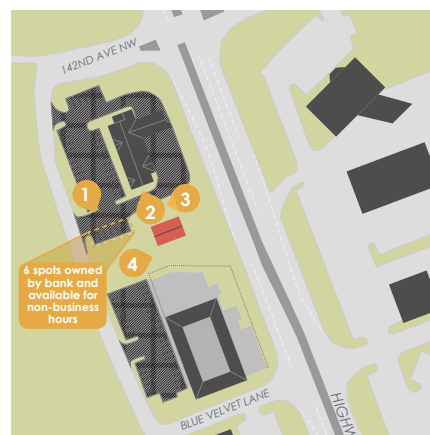 142ND AVE NW
1
2
3
4
6 spots owned
by bank and
available for
non-business
hours
BLUE VELVET LANE
HIGHW